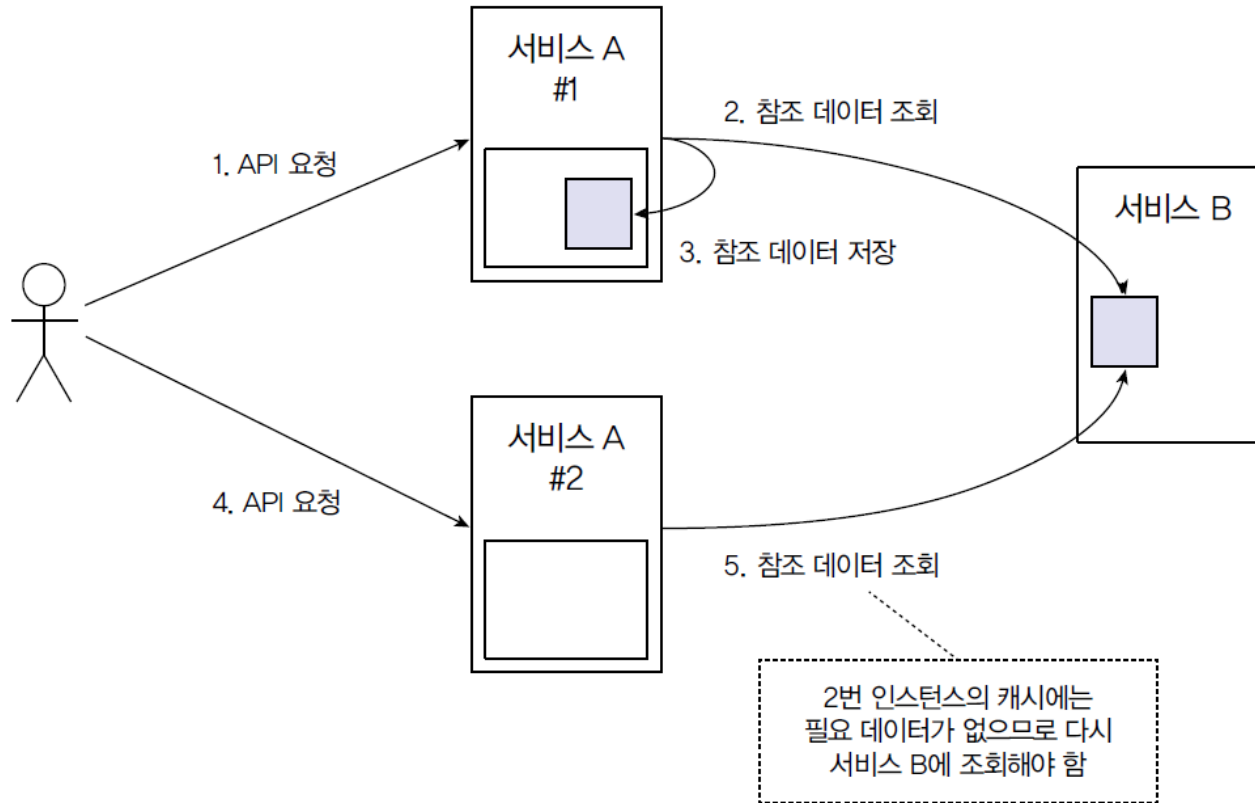 서비스 A
#1
2. 참조 데이터 조회
1. API 요청
서비스 B
3. 참조 데이터 저장
서비스 A
#2
4. API 요청
5. 참조 데이터 조회
2번 인스턴스의 캐시에는
필요 데이터가 없으므로 다시
서비스 B에 조회해야 함